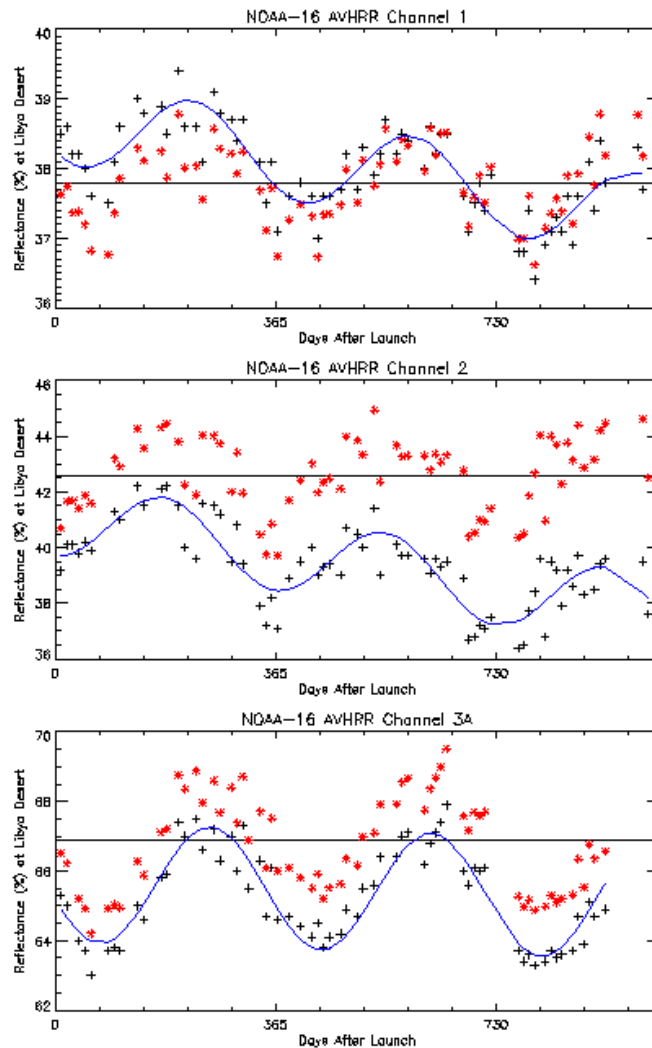 NOAA-16 AVHRR Channel 1
Reflectance (%) at Libya Desert
40
39
38
37
36
0
365
730
Days After Launch
NOAA-16 AVHRR Channel 2
Reflectance (%) at Libya Desert
46
44
42
40
38
36
0
365
730
Days After Launch
NOAA-16 AVHRR Channel 3A
Reflectance (%) at Libya Desert
70
68
66
64
62
0
365
730
Days After Launch